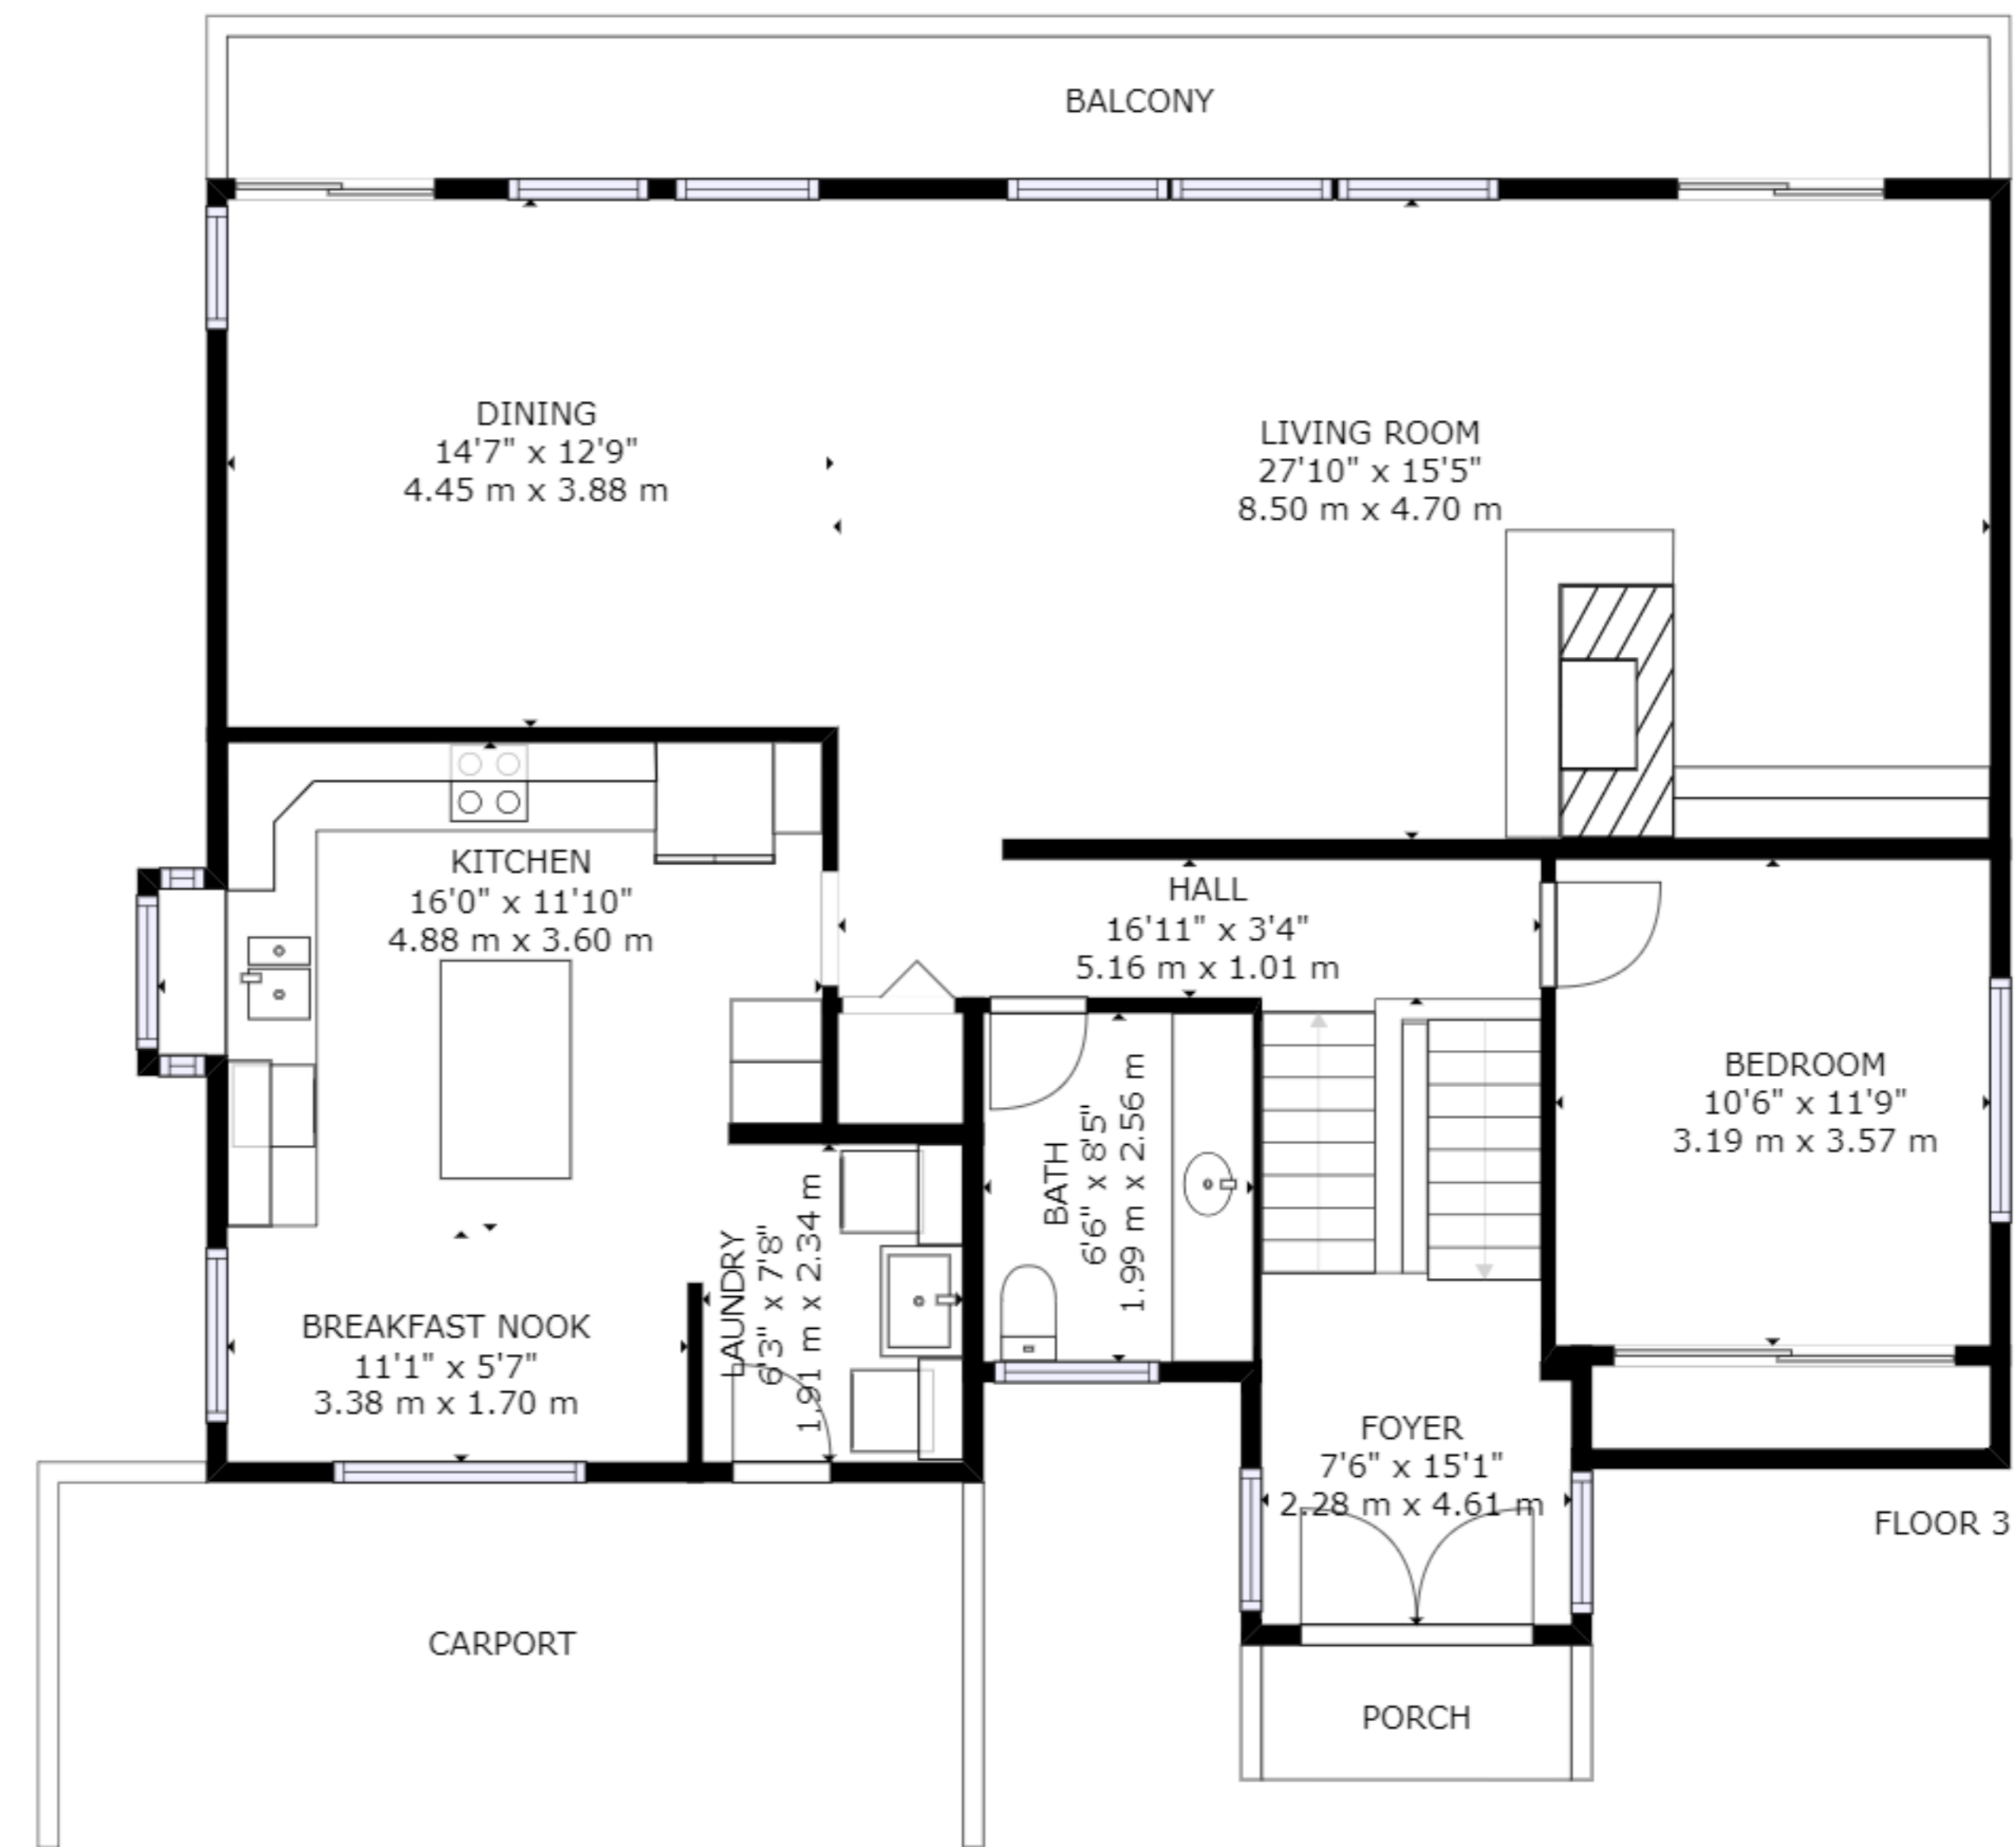 BALCONY
DINING
14'7" x 12'9"
4.45 m x 3.88 m
LIVING ROOM
27'10" x 15'5"
8.50 m x 4.70 m
KITCHEN
16'0" x 11'10"
4.88 m x 3.60 m
HALL
16'11" x 3'4"
5.16 m x 1.01 m
BEDROOM
10'6" x 11'9"
3.19 m x 3.57 m
BATH
6'6" x 8'5"
1.99 m x 2.56 m
LAUNDRY
6'3" x 7'8"
1.91 m x 2.34 m
BREAKFAST NOOK
11'1" x 5'7"
3.38 m x 1.70 m
FOYER
7'6" x 15'1"
2.28 m x 4.61 m
FLOOR 3
CARPORT
PORCH